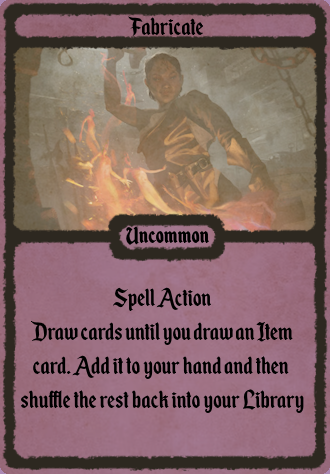 Fabricate
Uncommon
Spell Action
Draw cards until you draw an Item
card. Add it to your hand and then
shuffle the rest back into your Library